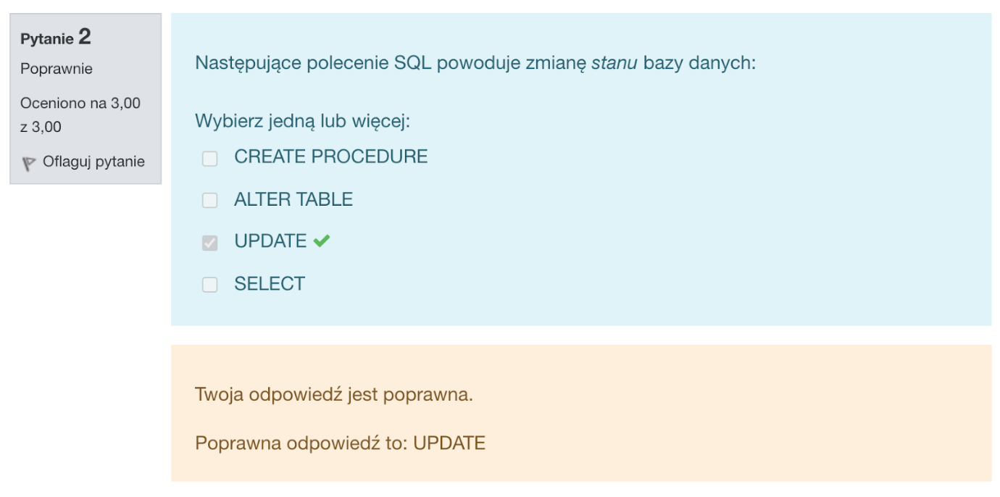 Pytanie 2
Poprawnie
Oceniono na 3,00
z 3,00
Oflaguj pytanie
Następujące polecenie SQL powoduje zmianę stanu bazy danych:
Wybierz jedną lub więcej:
CREATE PROCEDURE
ALTER TABLE
UPDATE
SELECT
Twoja odpowiedź jest poprawna.
Poprawna odpowiedź to: UPDATE